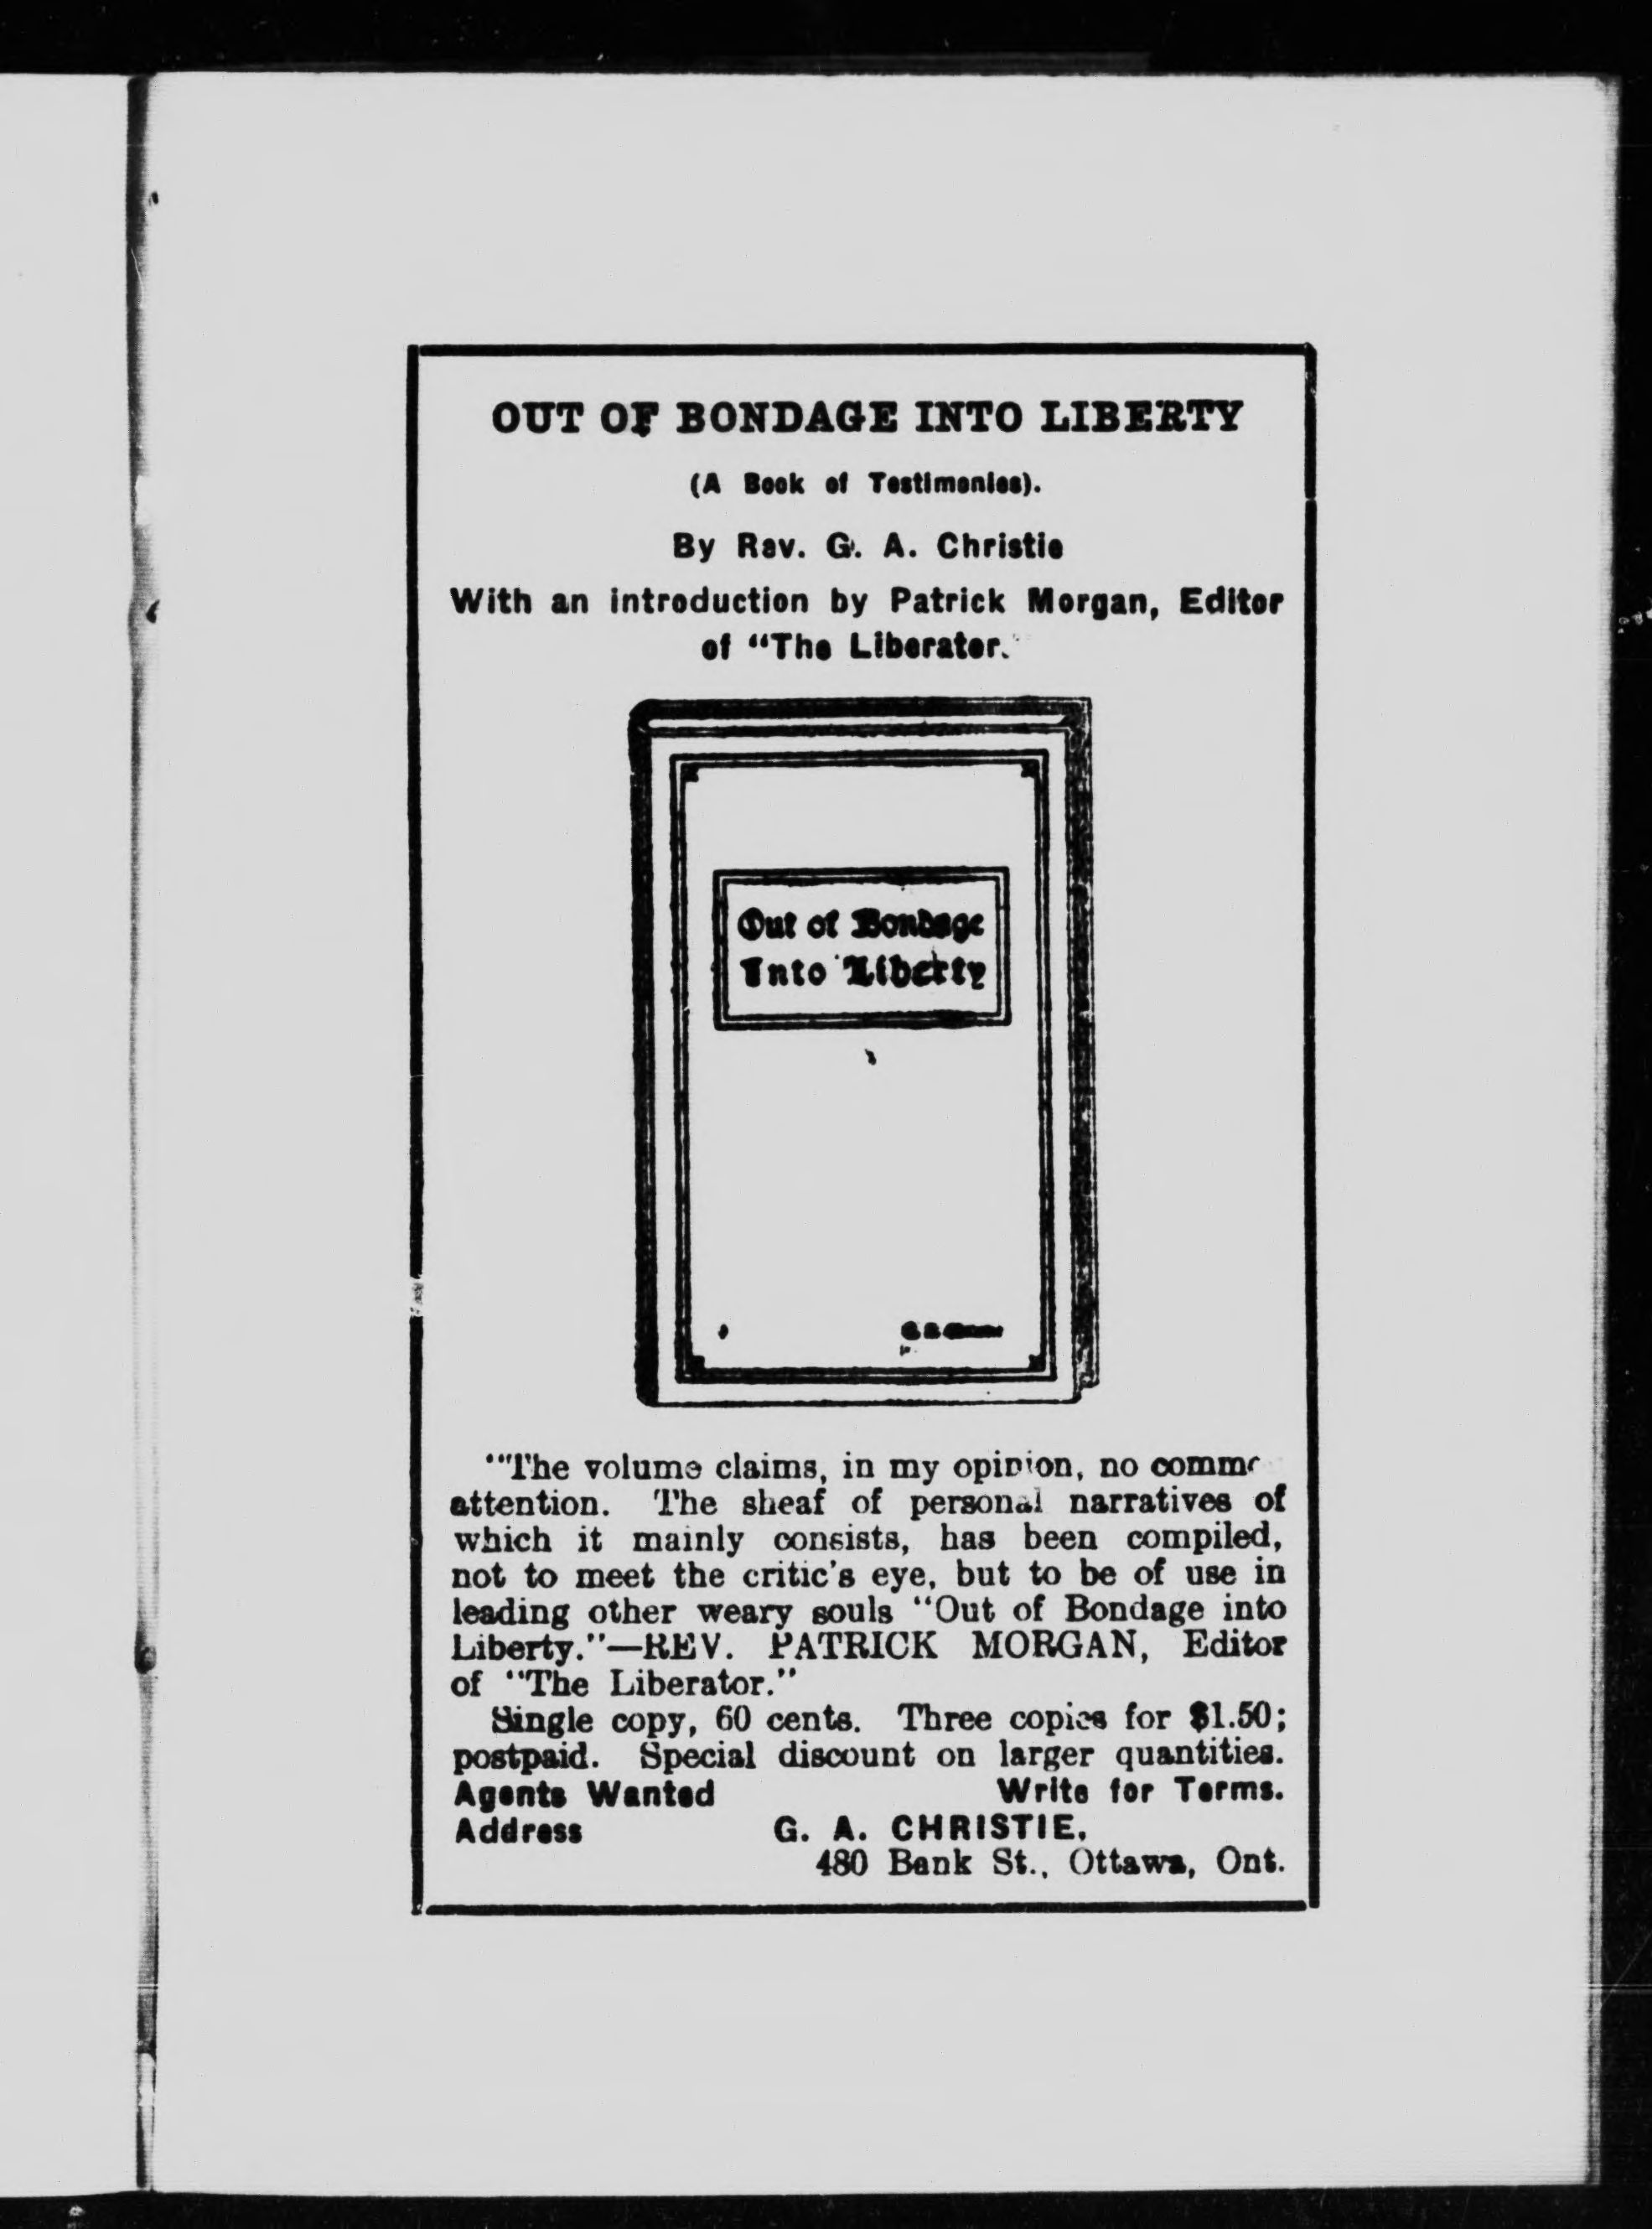 OUT OF BONDAGE INTO LIBERTY
(A Book of Testimonies).
By Rev. G. A. Christie
With an introduction by Patrick Morgan, Editor
of "The Liberator.
Out of Bondage
Into Liberty
"The volume claims, in my opinion, no
attention. The sheaf of personal narratives of
which it mainly consists, has been compiled,
not to meet the critic's eye, but to be of use in
leading other weary souls "Out of Bondage into
Liberty."—REV. PATRICK MORGAN, Editor
of "The Liberator."
Single copy, 60 cents. Three copies for $1.50;
postpaid. Special discount on larger quantities.
Agents Wanted Write for Terms.
Address G. A. CHRISTIE,
480 Bank St., Ottawa, Ont.